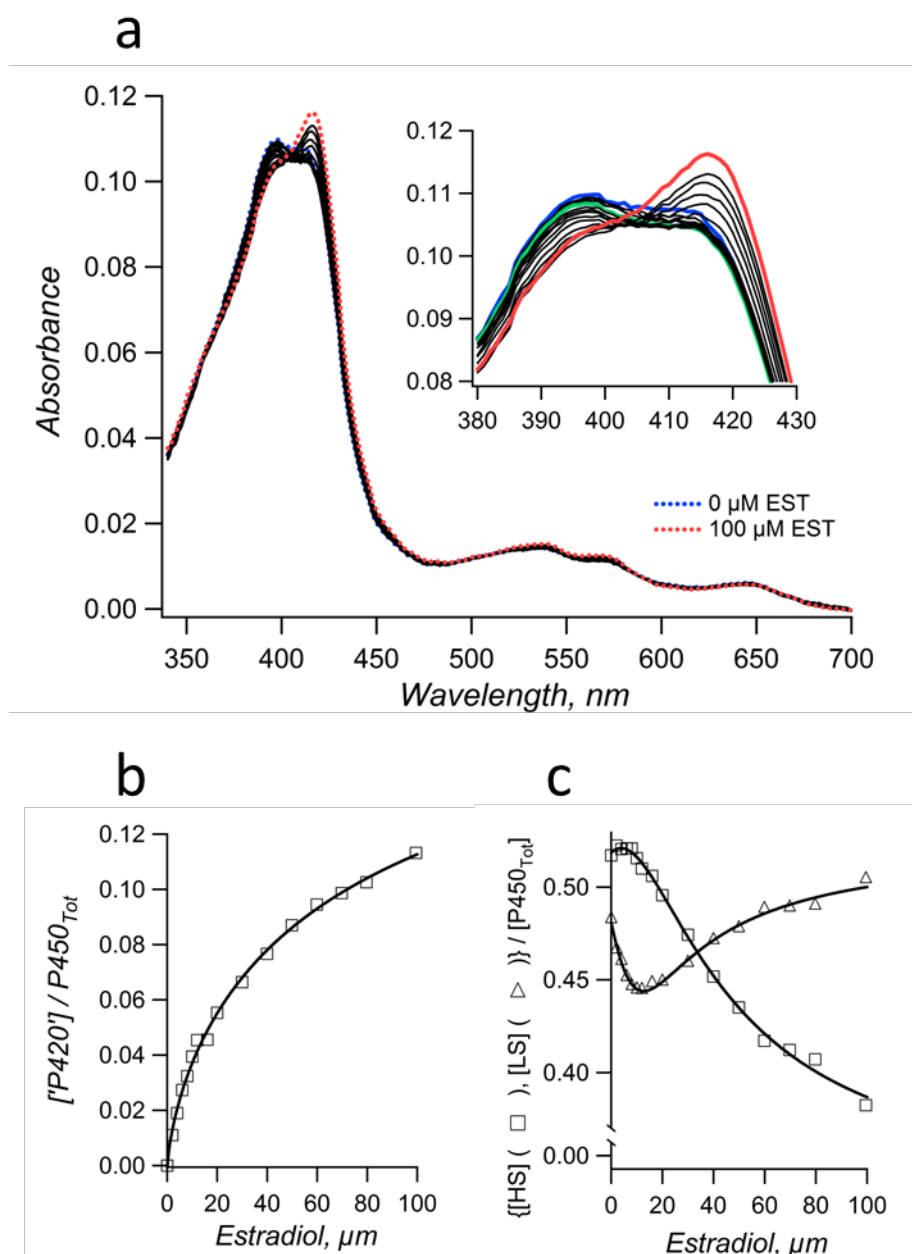 a
0.12
0.10
0.08
0.06
0.04
0.02
0.00
Absorbance
350 400 450 500 550 600 650 700
Wavelength, nm
0.12
0.11
0.10
0.09
0.08
380 390 400 410 420 430
0 µM EST
100 µM EST
b
0.12
0.10
0.08
0.06
0.04
0.02
0.00
['P420'] / P450Tot
0 20 40 60 80 100
Estradiol, µm
c
0.50
0.45
0.40
0.00
{[HS] ( □ ), [LS] ( △ )} / [P450Tot]
0 20 40 60 80 100
Estradiol, µm